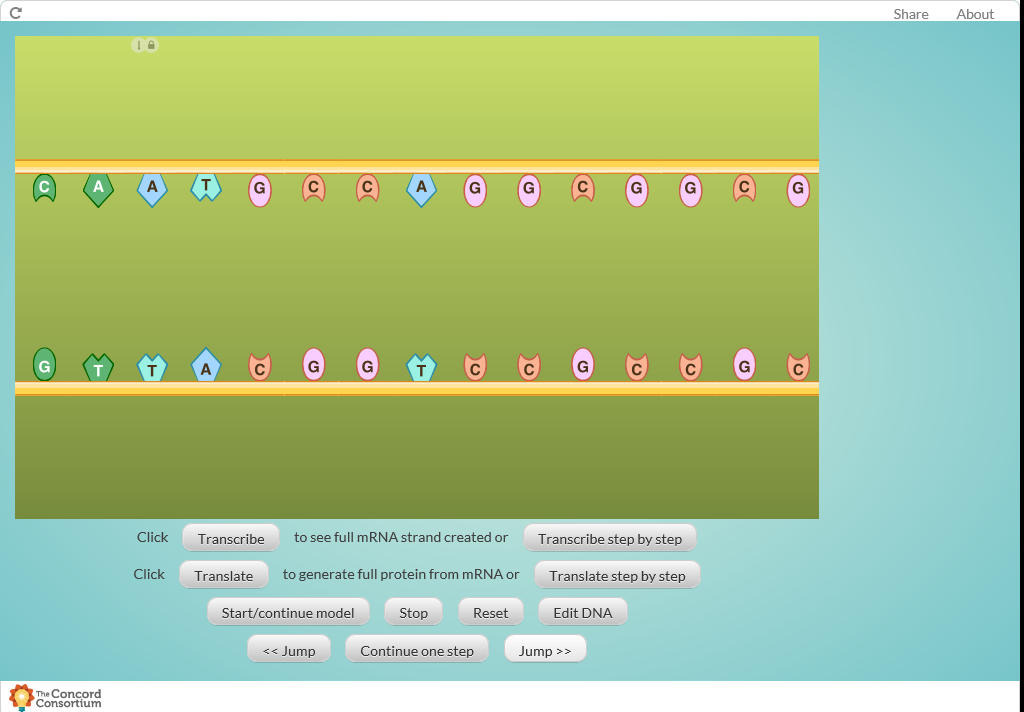 Share About
C A A T G C C A G G C G G C G
G T T A C G G T C C G C C G C
Click Transcribe to see full mRNA strand created or Transcribe step by step
Click Translate to generate full protein from mRNA or Translate step by step
Start/continue model Stop Reset Edit DNA
<< Jump Continue one step Jump >>
The Concord
Consortium